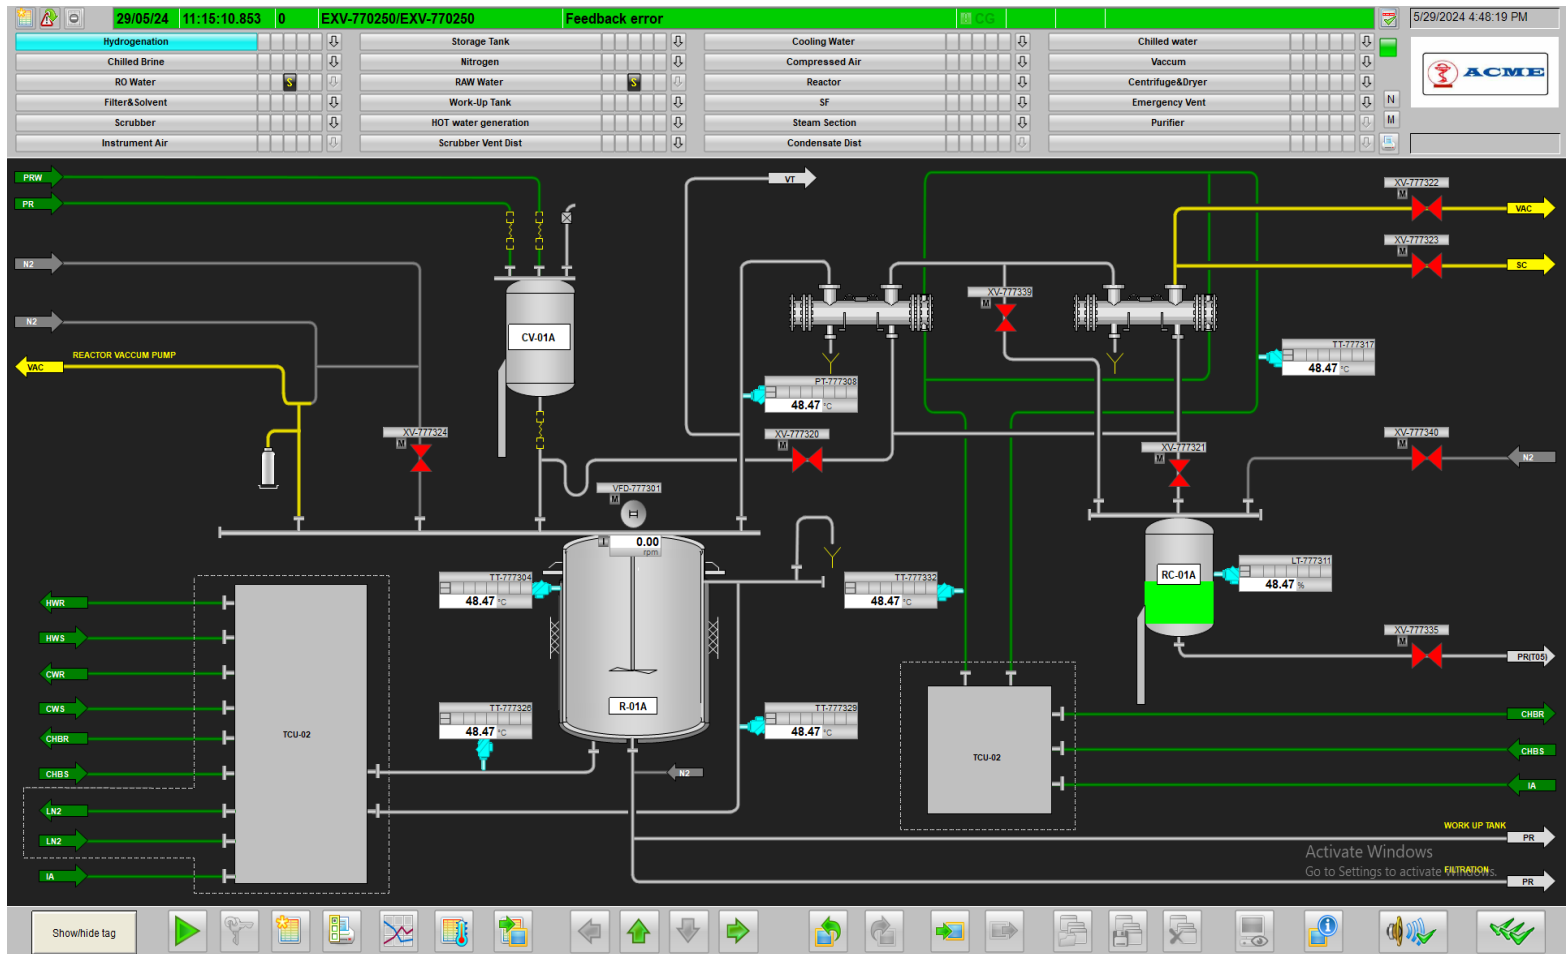 29/05/24 11:15:10.853 0 EXV-770250/EXV-770250 Feedback error CG 5/29/2024 4:48:19 PM
Hydrogenation Storage Tank Cooling Water Chilled water
Chilled Brine Nitrogen Compressed Air Vaccum
RO Water S RAW Water S Reactor Centrifuge&Dryer
Filter&Solvent Work-Up Tank SF Emergency Vent N
Scrubber HOT water generation Steam Section Purifier M
Instrument Air Scrubber Vent Dist Condensate Dist
ACME
PRW
PR
N2
N2
VAC
REACTOR VACCUM PUMP
VT
CV-01A
XV-777324
M
XV-777322
M
VAC
XV-777323
M
SC
XV-777339
M
TT-777317
48.47 °C
PT-777308
48.47 °C
XV-777320
M
XV-777321
M
XV-777340
M
N2
VFD-777301
M
H
I 0.00
rpm
TT-777304
48.47 °C
TT-777332
48.47 °C
RC-01A
LT-777311
48.47 %
XV-777335
M
PR(T05)
HWR
HWS
CWR
CWS
CHBR
CHBS
LN2
LN2
IA
TCU-02
R-01A
TT-777326
48.47 °C
TT-777329
48.47 °C
N2
TCU-02
CHBR
CHBS
IA
WORK UP TANK
PR
Activate Windows
Go to Settings to activate Windows.
FILTRATION
PR
Show/hide tag